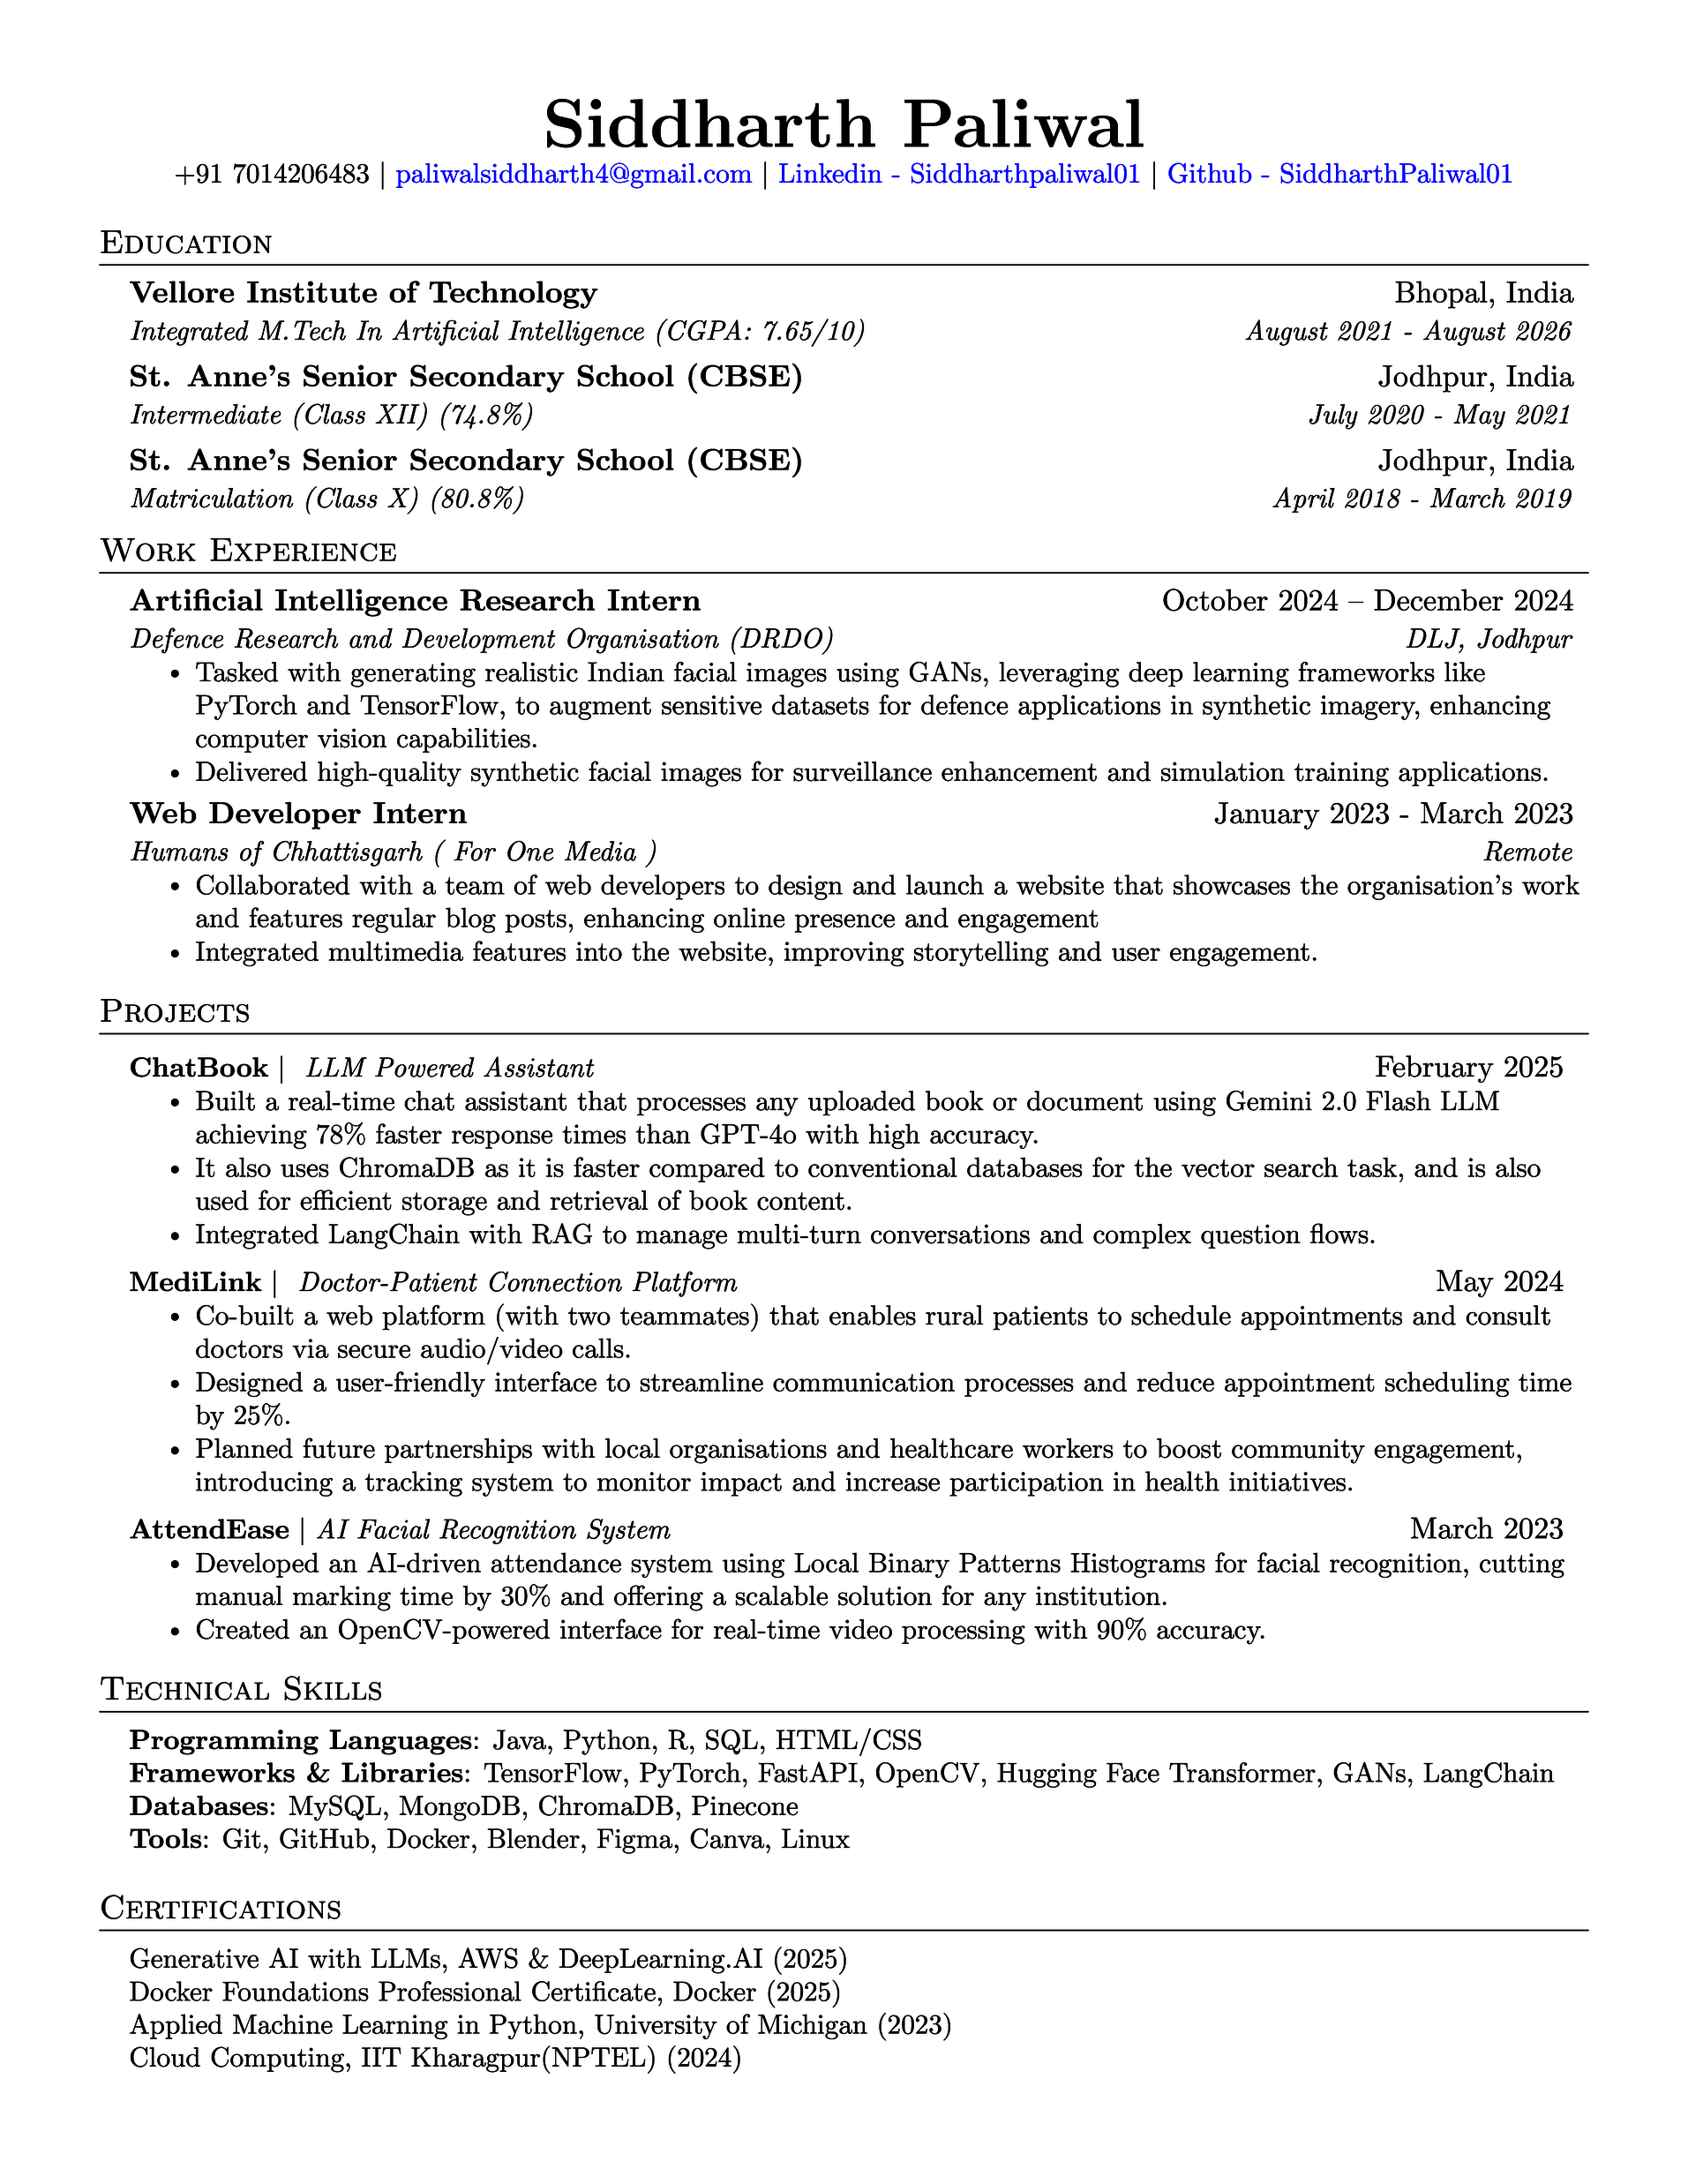 Siddharth Paliwal
+91 7014206483 | paliwalsiddharth4@gmail.com | Linkedin - Siddharthpaliwal01 | Github - SiddharthPaliwal01
Education
Vellore Institute of Technology Bhopal, India
Integrated M.Tech In Artificial Intelligence (CGPA: 7.65/10) August 2021 - August 2026
St. Anne's Senior Secondary School (CBSE) Jodhpur, India
Intermediate (Class XII) (74.8%) July 2020 - May 2021
St. Anne's Senior Secondary School (CBSE) Jodhpur, India
Matriculation (Class X) (80.8%) April 2018 - March 2019
Work Experience
Artificial Intelligence Research Intern October 2024 – December 2024
Defence Research and Development Organisation (DRDO) DLJ, Jodhpur
• Tasked with generating realistic Indian facial images using GANs, leveraging deep learning frameworks like
PyTorch and TensorFlow, to augment sensitive datasets for defence applications in synthetic imagery, enhancing
computer vision capabilities.
• Delivered high-quality synthetic facial images for surveillance enhancement and simulation training applications.
Web Developer Intern January 2023 - March 2023
Humans of Chhattisgarh ( For One Media ) Remote
• Collaborated with a team of web developers to design and launch a website that showcases the organisation's work
and features regular blog posts, enhancing online presence and engagement
• Integrated multimedia features into the website, improving storytelling and user engagement.
Projects
ChatBook | LLM Powered Assistant February 2025
• Built a real-time chat assistant that processes any uploaded book or document using Gemini 2.0 Flash LLM
achieving 78% faster response times than GPT-4o with high accuracy.
• It also uses ChromaDB as it is faster compared to conventional databases for the vector search task, and is also
used for efficient storage and retrieval of book content.
• Integrated LangChain with RAG to manage multi-turn conversations and complex question flows.
MediLink | Doctor-Patient Connection Platform May 2024
• Co-built a web platform (with two teammates) that enables rural patients to schedule appointments and consult
doctors via secure audio/video calls.
• Designed a user-friendly interface to streamline communication processes and reduce appointment scheduling time
by 25%.
• Planned future partnerships with local organisations and healthcare workers to boost community engagement,
introducing a tracking system to monitor impact and increase participation in health initiatives.
AttendEase | AI Facial Recognition System March 2023
• Developed an AI-driven attendance system using Local Binary Patterns Histograms for facial recognition, cutting
manual marking time by 30% and offering a scalable solution for any institution.
• Created an OpenCV-powered interface for real-time video processing with 90% accuracy.
Technical Skills
Programming Languages: Java, Python, R, SQL, HTML/CSS
Frameworks & Libraries: TensorFlow, PyTorch, FastAPI, OpenCV, Hugging Face Transformer, GANs, LangChain
Databases: MySQL, MongoDB, ChromaDB, Pinecone
Tools: Git, GitHub, Docker, Blender, Figma, Canva, Linux
Certifications
Generative AI with LLMs, AWS & DeepLearning.AI (2025)
Docker Foundations Professional Certificate, Docker (2025)
Applied Machine Learning in Python, University of Michigan (2023)
Cloud Computing, IIT Kharagpur(NPTEL) (2024)